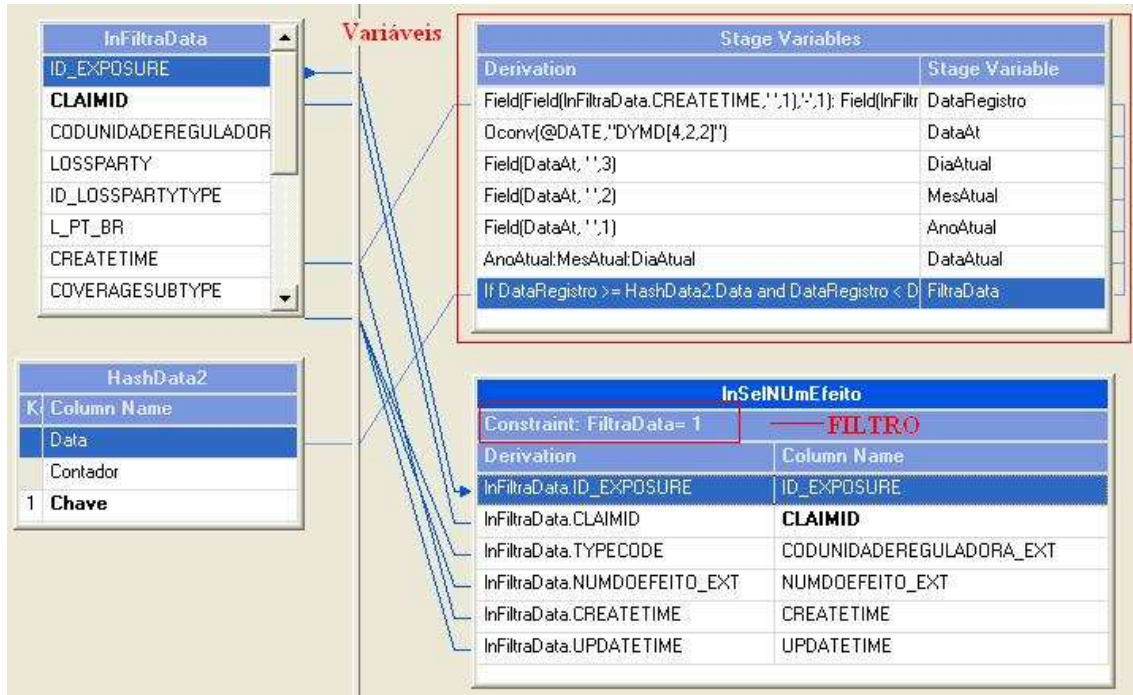 InFiltraData
ID_EXPOSURE
CLAIMID
CODUNIDADEREGULADOR
LOSSPARTY
ID_LOSSPARTYTYPE
L_PT_BR
CREATETIME
COVERAGESUBTYPE
Variáveis
Stage Variables
Derivation Stage Variable
Field(Field(InFiltraData.CREATETIME,' ',1),'-',1): Field(InFiltr DataRegistro
Oconv(@DATE,"DYMD[4,2,2]") DataAt
Field(DataAt, ' ',3) DiaAtual
Field(DataAt, ' ',2) MesAtual
Field(DataAt, ' ',1) AnoAtual
AnoAtual:MesAtual:DiaAtual DataAtual
If DataRegistro >= HashData2.Data and DataRegistro < D FiltraData
HashData2
K Column Name
Data
Contador
1 Chave
InSelNUmEfeito
Constraint: FiltraData= 1 FILTRO
Derivation Column Name
InFiltraData.ID_EXPOSURE ID_EXPOSURE
InFiltraData.CLAIMID CLAIMID
InFiltraData.TYPECODE CODUNIDADEREGULADORA_EXT
InFiltraData.NUMDOEFEITO_EXT NUMDOEFEITO_EXT
InFiltraData.CREATETIME CREATETIME
InFiltraData.UPDATETIME UPDATETIME